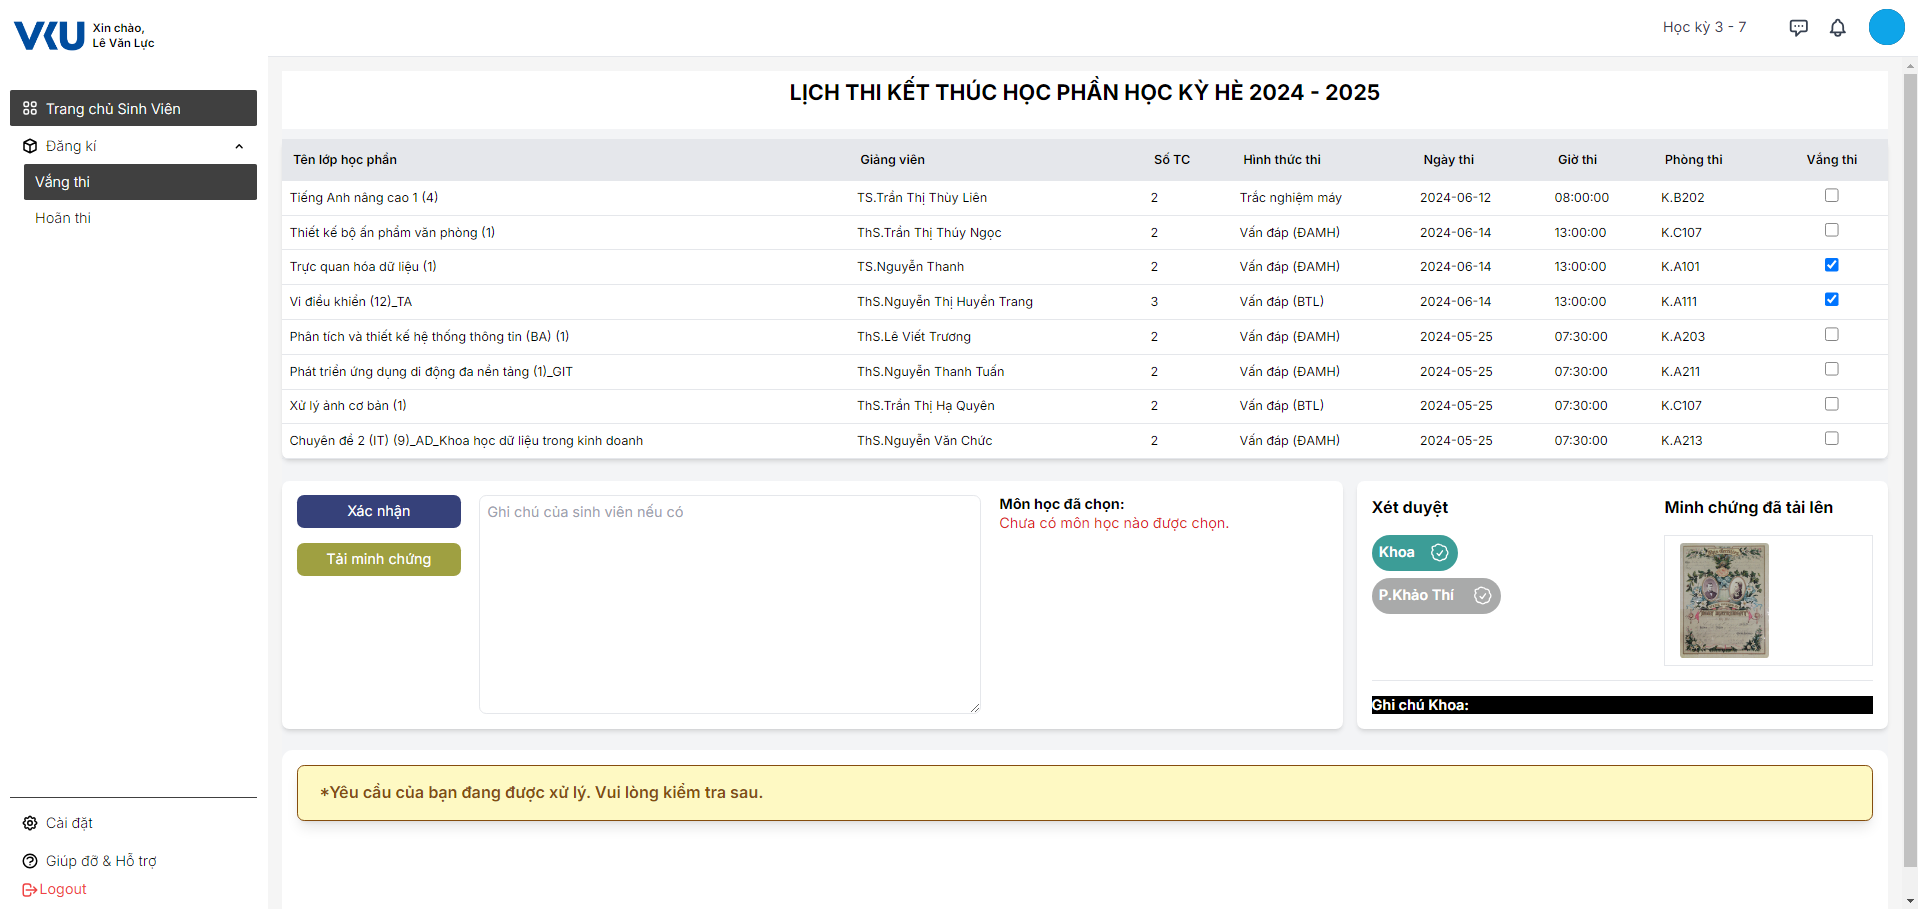 VKU Xin chào,
Lê Văn Lực
Học kỳ 3 - 7
Trang chủ Sinh Viên
Đăng kí
Vắng thi
Hoãn thi
Cài đặt
Giúp đỡ & Hỗ trợ
Logout
LỊCH THI KẾT THÚC HỌC PHẦN HỌC KỲ HÈ 2024 - 2025
Tên lớp học phần Giảng viên Số TC Hình thức thi Ngày thi Giờ thi Phòng thi Vắng thi
Tiếng Anh nâng cao 1 (4) TS.Trần Thị Thùy Liên 2 Trắc nghiệm máy 2024-06-12 08:00:00 K.B202
Thiết kế bộ ấn phẩm văn phòng (1) ThS.Trần Thị Thúy Ngọc 2 Vấn đáp (ĐAMH) 2024-06-14 13:00:00 K.C107
Trực quan hóa dữ liệu (1) TS.Nguyễn Thanh 2 Vấn đáp (ĐAMH) 2024-06-14 13:00:00 K.A101
Vi điều khiển (12)_TA ThS.Nguyễn Thị Huyền Trang 3 Vấn đáp (BTL) 2024-06-14 13:00:00 K.A111
Phân tích và thiết kế hệ thống thông tin (BA) (1) ThS.Lê Viết Trương 2 Vấn đáp (ĐAMH) 2024-05-25 07:30:00 K.A203
Phát triển ứng dụng di động đa nền tảng (1)_GIT ThS.Nguyễn Thanh Tuấn 2 Vấn đáp (ĐAMH) 2024-05-25 07:30:00 K.A211
Xử lý ảnh cơ bản (1) ThS.Trần Thị Hạ Quyên 2 Vấn đáp (BTL) 2024-05-25 07:30:00 K.C107
Chuyên đề 2 (IT) (9)_AD_Khoa học dữ liệu trong kinh doanh ThS.Nguyễn Văn Chức 2 Vấn đáp (ĐAMH) 2024-05-25 07:30:00 K.A213
Xác nhận
Tải minh chứng
Ghi chú của sinh viên nếu có
Môn học đã chọn:
Chưa có môn học nào được chọn.
Xét duyệt
Khoa
P.Khảo Thí
Minh chứng đã tải lên
Ghi chú Khoa:
*Yêu cầu của bạn đang được xử lý. Vui lòng kiểm tra sau.